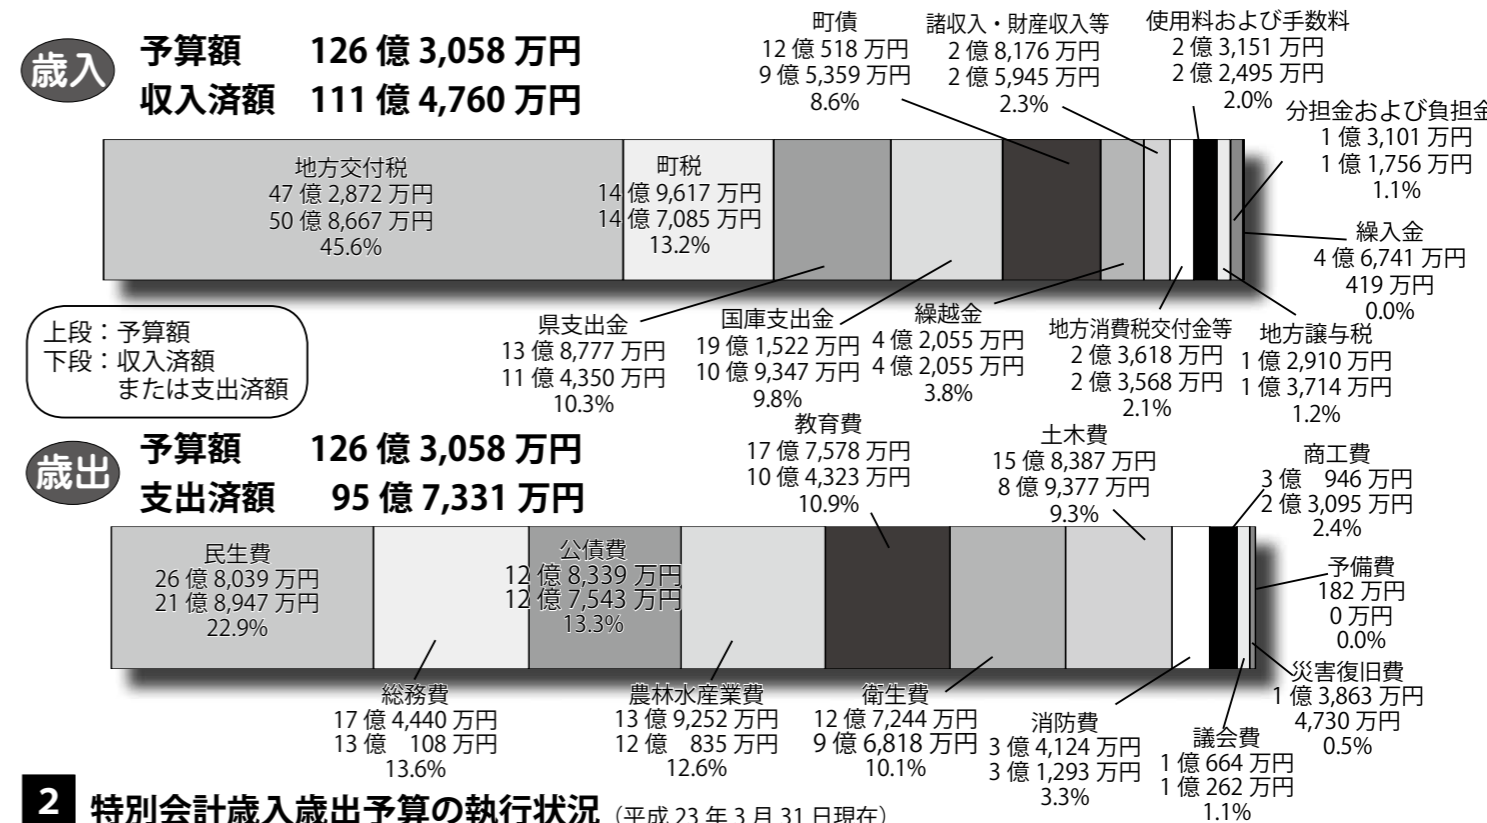 歳入
予算額 126 億 3,058 万円
収入済額 111 億 4,760 万円
町債
12 億 518 万円
9 億 5,359 万円
8.6%
諸収入・財産収入等
2 億 8,176 万円
2 億 5,945 万円
2.3%
使用料および手数料
2 億 3,151 万円
2 億 2,495 万円
2.0%
分担金および負担金
1 億 3,101 万円
1 億 1,756 万円
1.1%
繰入金
4 億 6,741 万円
419 万円
0.0%
地方交付税
47 億 2,872 万円
50 億 8,667 万円
45.6%
町税
14 億 9,617 万円
14 億 7,085 万円
13.2%
県支出金
13 億 8,777 万円
11 億 4,350 万円
10.3%
国庫支出金
19 億 1,522 万円
10 億 9,347 万円
9.8%
繰越金
4 億 2,055 万円
4 億 2,055 万円
3.8%
地方消費税交付金等
2 億 3,618 万円
2 億 3,568 万円
2.1%
地方譲与税
1 億 2,910 万円
1 億 3,714 万円
1.2%
上段：予算額
下段：収入済額
または支出済額
歳出
予算額 126 億 3,058 万円
支出済額 95 億 7,331 万円
教育費
17 億 7,578 万円
10 億 4,323 万円
10.9%
土木費
15 億 8,387 万円
8 億 9,377 万円
9.3%
商工費
3 億 946 万円
2 億 3,095 万円
2.4%
予備費
182 万円
0 万円
0.0%
民生費
26 億 8,039 万円
21 億 8,947 万円
22.9%
公債費
12 億 8,339 万円
12 億 7,543 万円
13.3%
総務費
17 億 4,440 万円
13 億 108 万円
13.6%
農林水産業費
13 億 9,252 万円
12 億 835 万円
12.6%
衛生費
12 億 7,244 万円
9 億 6,818 万円
10.1%
消防費
3 億 4,124 万円
3 億 1,293 万円
3.3%
議会費
1 億 664 万円
1 億 262 万円
1.1%
災害復旧費
1 億 3,863 万円
4,730 万円
0.5%
2 特別会計歳入歳出予算の執行状況（平成 23 年 3 月 31 日現在）